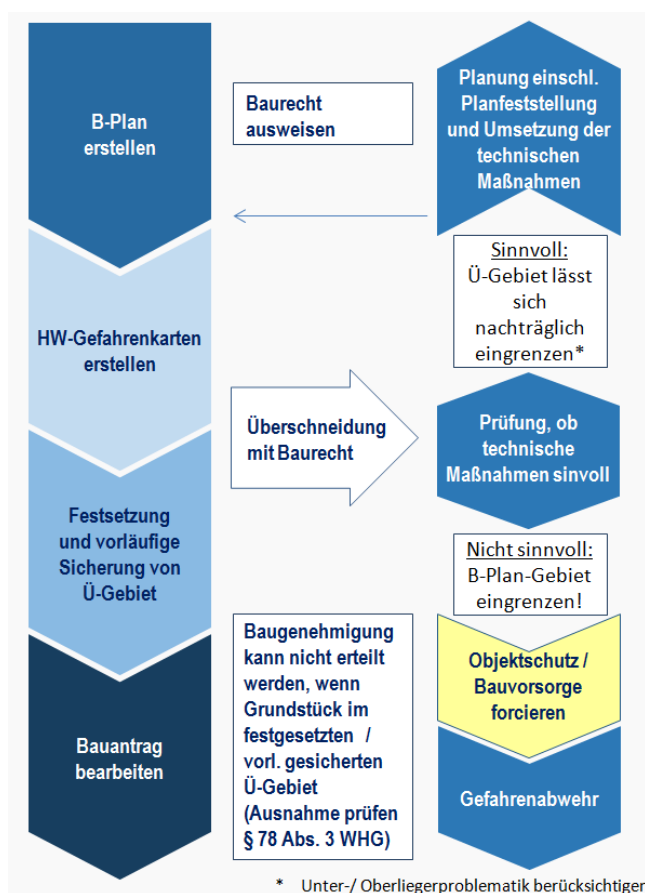 B-Plan
erstellen
Baurecht
ausweisen
Planung einschl.
Planfeststellung
und Umsetzung der
technischen
Maßnahmen
Sinnvoll:
Ü-Gebiet lässt
sich
nachträglich
eingrenzen*
HW-Gefahrenkarten
erstellen
Überschneidung
mit Baurecht
Prüfung, ob
technische
Maßnahmen sinvoll
Festsetzung
und vorläufige
Sicherung von
Ü-Gebiet
Nicht sinnvoll:
B-Plan-Gebiet
eingrenzen!
Baugenehmigung
kann nicht erteilt
werden, wenn
Grundstück im
festgesetzten /
vorl. gesicherten
Ü-Gebiet
(Ausnahme prüfen
§ 78 Abs. 3 WHG)
Objektschutz /
Bauvorsorge
forcieren
Bauantrag
bearbeiten
Gefahrenabwehr
* Unter-/ Oberliegerproblematik berücksichtiger